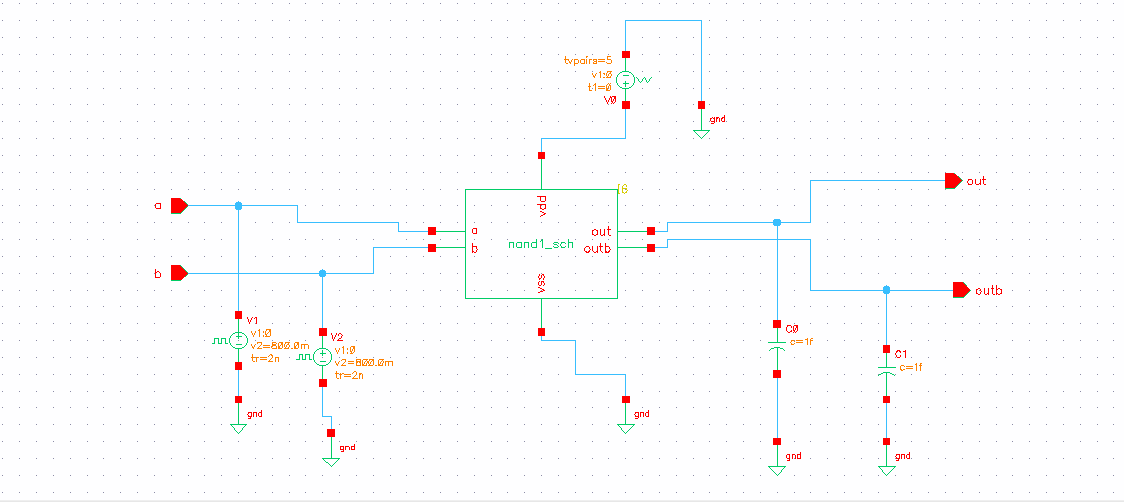 tvpairs=5
v1:0
t1=0
V0
gnd
vdd
a
out
a
out
b
outb
nand1_sch
b
vss
outb
V1
v1:0
v2=800.0m
tr=2n
V2
v1:0
v2=800.0m
tr=2n
C0
c=1f
C1
c=1f
gnd
gnd
gnd
gnd
gnd